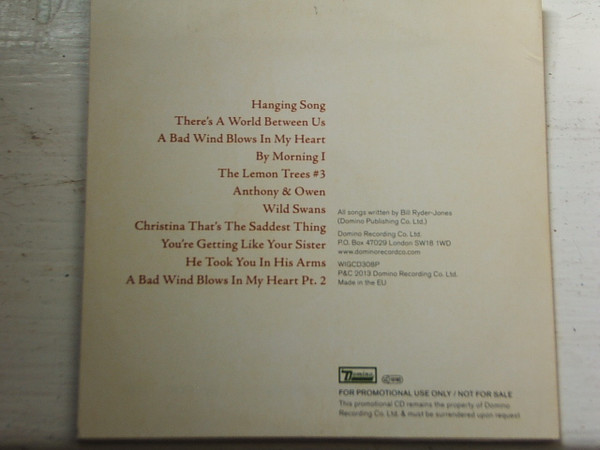 Hanging Song
There's A World Between Us
A Bad Wind Blows In My Heart
By Morning I
The Lemon Trees #3
Anthony & Owen
Wild Swans
Christina That's The Saddest Thing
You're Getting Like Your Sister
He Took You In His Arms
A Bad Wind Blows In My Heart Pt. 2
All songs written by Bill Ryder-Jones
(Domino Publishing Co. Ltd.)
Domino Recording Co. Ltd.
P.O. Box 47029 London SW18 1WD
www.dominorecordco.com
WIGCD308P
P&C 2013 Domino Recording Co. Ltd.
Made in the EU
DOMINO
FOR PROMOTIONAL USE ONLY / NOT FOR SALE
This promotional CD remains the property of Domino
Recording Co. Ltd. & must be surrendered upon request